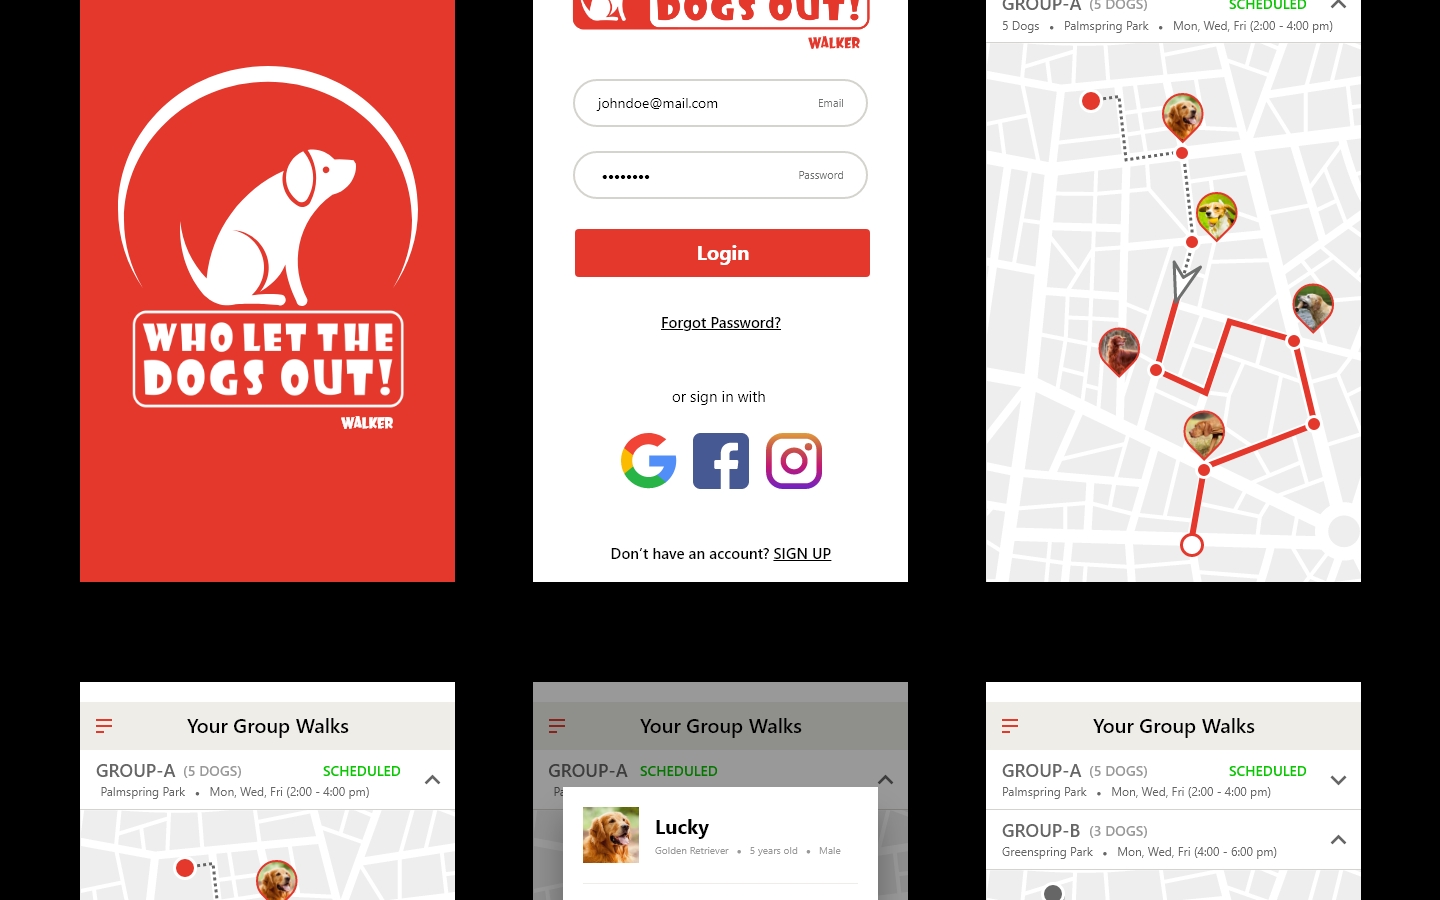 WHO LET THE
DOGS OUT!
WALKER
DOGS OUT!
WALKER
johndoe@mail.com Email
•••••••• Password
Login
Forgot Password?
or sign in with
Don't have an account? SIGN UP
GROUP-A (5 DOGS) SCHEDULED
5 Dogs • Palmspring Park • Mon, Wed, Fri (2:00 - 4:00 pm)
Your Group Walks
GROUP-A (5 DOGS) SCHEDULED
Palmspring Park • Mon, Wed, Fri (2:00 - 4:00 pm)
Your Group Walks
GROUP-A SCHEDULED
Pa
Lucky
Golden Retriever • 5 years old • Male
Your Group Walks
GROUP-A (5 DOGS) SCHEDULED
Palmspring Park • Mon, Wed, Fri (2:00 - 4:00 pm)
GROUP-B (3 DOGS)
Greenspring Park • Mon, Wed, Fri (4:00 - 6:00 pm)